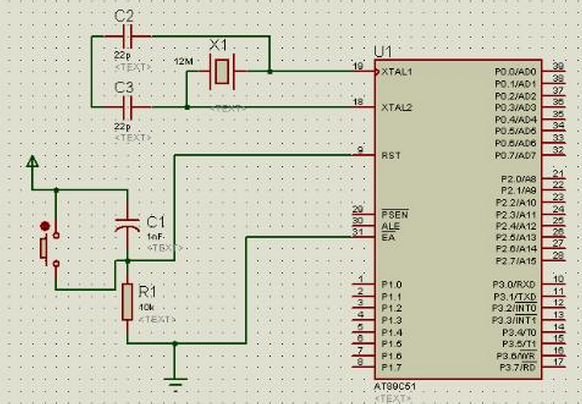 C2
22p
<TEXT>
X1
12M
<TEXT>
C3
22p
<TEXT>
C1
1nF
<TEXT>
R1
10k
<TEXT>
U1
19 XTAL1
18 XTAL2
9 RST
29 PSEN
30 ALE
31 EA
1 P1.0
2 P1.1
3 P1.2
4 P1.3
5 P1.4
6 P1.5
7 P1.6
8 P1.7
P0.0/AD0 39
P0.1/AD1 38
P0.2/AD2 37
P0.3/AD3 36
P0.4/AD4 35
P0.5/AD5 34
P0.6/AD6 33
P0.7/AD7 32
P2.0/A8 21
P2.1/A9 22
P2.2/A10 23
P2.3/A11 24
P2.4/A12 25
P2.5/A13 26
P2.6/A14 27
P2.7/A15 28
P3.0/RXD 10
P3.1/TXD 11
P3.2/INT0 12
P3.3/INT1 13
P3.4/T0 14
P3.5/T1 15
P3.6/WR 16
P3.7/RD 17
AT89C51
<TEXT>